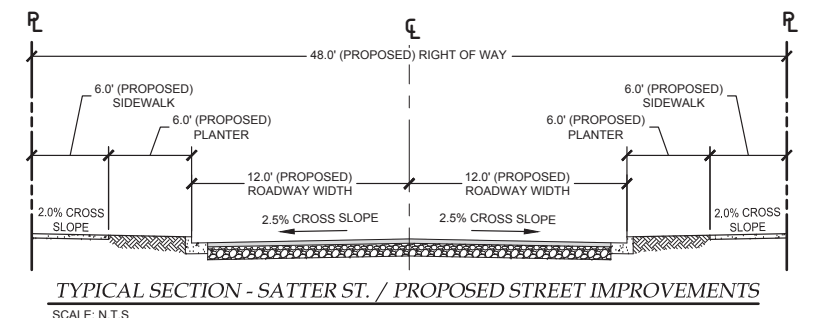 PL CL PL
48.0' (PROPOSED) RIGHT OF WAY
6.0' (PROPOSED)
SIDEWALK
6.0' (PROPOSED)
SIDEWALK
6.0' (PROPOSED)
PLANTER
6.0' (PROPOSED)
PLANTER
12.0' (PROPOSED)
ROADWAY WIDTH
12.0' (PROPOSED)
ROADWAY WIDTH
2.0% CROSS
SLOPE
2.5% CROSS SLOPE
2.5% CROSS SLOPE
2.0% CROSS
SLOPE
TYPICAL SECTION - SATTER ST. / PROPOSED STREET IMPROVEMENTS
SCALE: N.T.S.